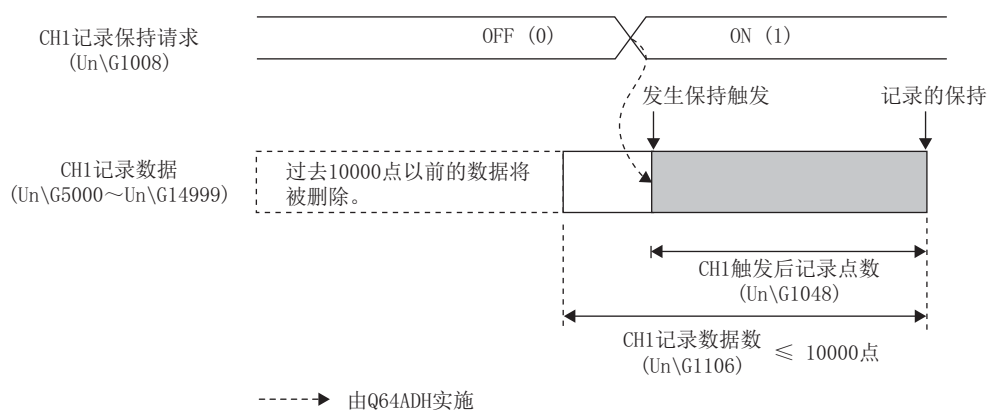 CH1记录保持请求
(Un\G1008)
OFF (0)
ON (1)
发生保持触发
记录的保持
CH1记录数据
(Un\G5000～Un\G14999)
过去10000点以前的数据将
被删除。
CH1触发后记录点数
(Un\G1048)
CH1记录数据数
(Un\G1106)
≤ 10000点
由Q64ADH实施